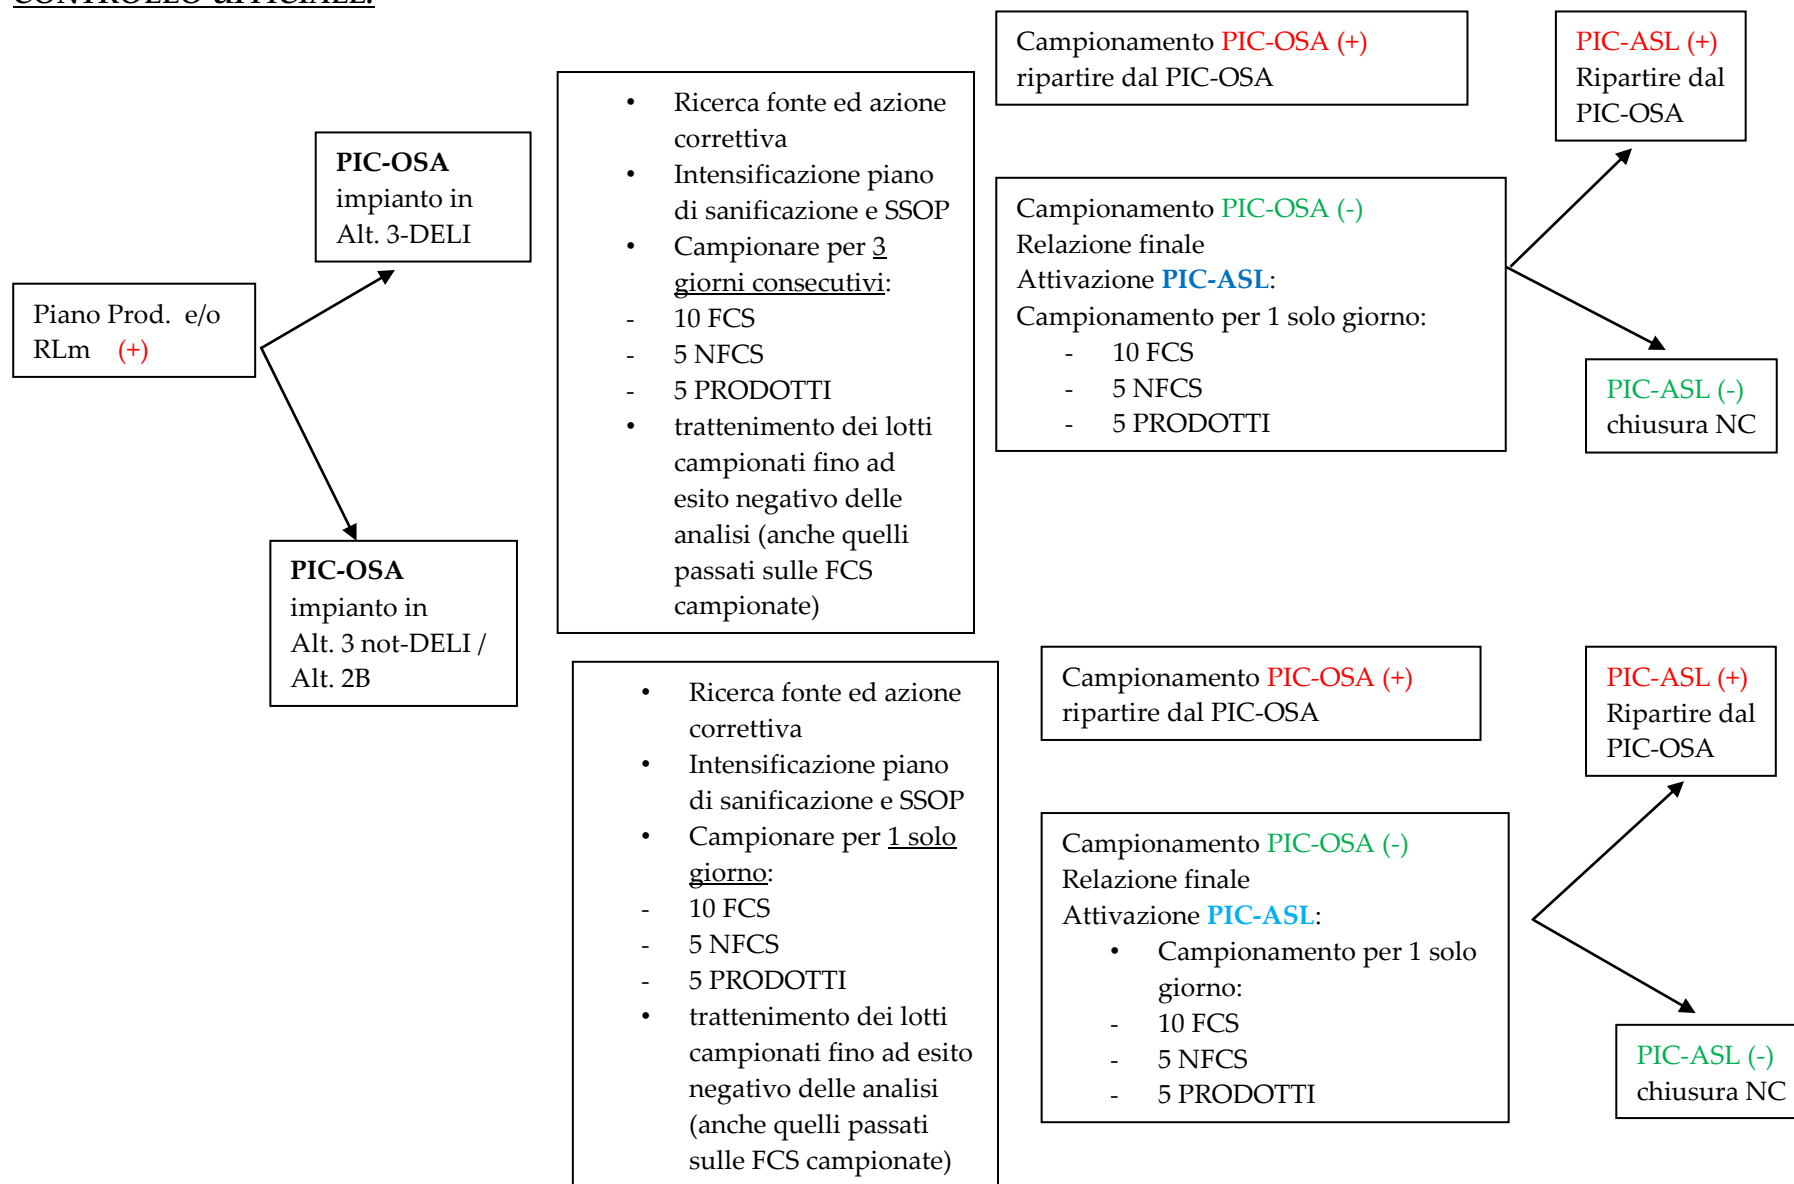 CONTROLLO ufficiale:
Piano Prod. e/o
RLm (+)
PIC-OSA
impianto in
Alt. 3-DELI
PIC-OSA
impianto in
Alt. 3 not-DELI /
Alt. 2B
• Ricerca fonte ed azione
correttiva
• Intensificazione piano
di sanificazione e SSOP
• Campionare per 3
giorni consecutivi:
- 10 FCS
- 5 NFCS
- 5 PRODOTTI
• trattenimento dei lotti
campionati fino ad
esito negativo delle
analisi (anche quelli
passati sulle FCS
campionate)
Campionamento PIC-OSA (+)
ripartire dal PIC-OSA
Campionamento PIC-OSA (-)
Relazione finale
Attivazione PIC-ASL:
Campionamento per 1 solo giorno:
- 10 FCS
- 5 NFCS
- 5 PRODOTTI
PIC-ASL (+)
Ripartire dal
PIC-OSA
PIC-ASL (-)
chiusura NC
• Ricerca fonte ed azione
correttiva
• Intensificazione piano
di sanificazione e SSOP
• Campionare per 1 solo
giorno:
- 10 FCS
- 5 NFCS
- 5 PRODOTTI
• trattenimento dei lotti
campionati fino ad esito
negativo delle analisi
(anche quelli passati
sulle FCS campionate)
Campionamento PIC-OSA (+)
ripartire dal PIC-OSA
Campionamento PIC-OSA (-)
Relazione finale
Attivazione PIC-ASL:
• Campionamento per 1 solo
giorno:
- 10 FCS
- 5 NFCS
- 5 PRODOTTI
PIC-ASL (+)
Ripartire dal
PIC-OSA
PIC-ASL (-)
chiusura NC